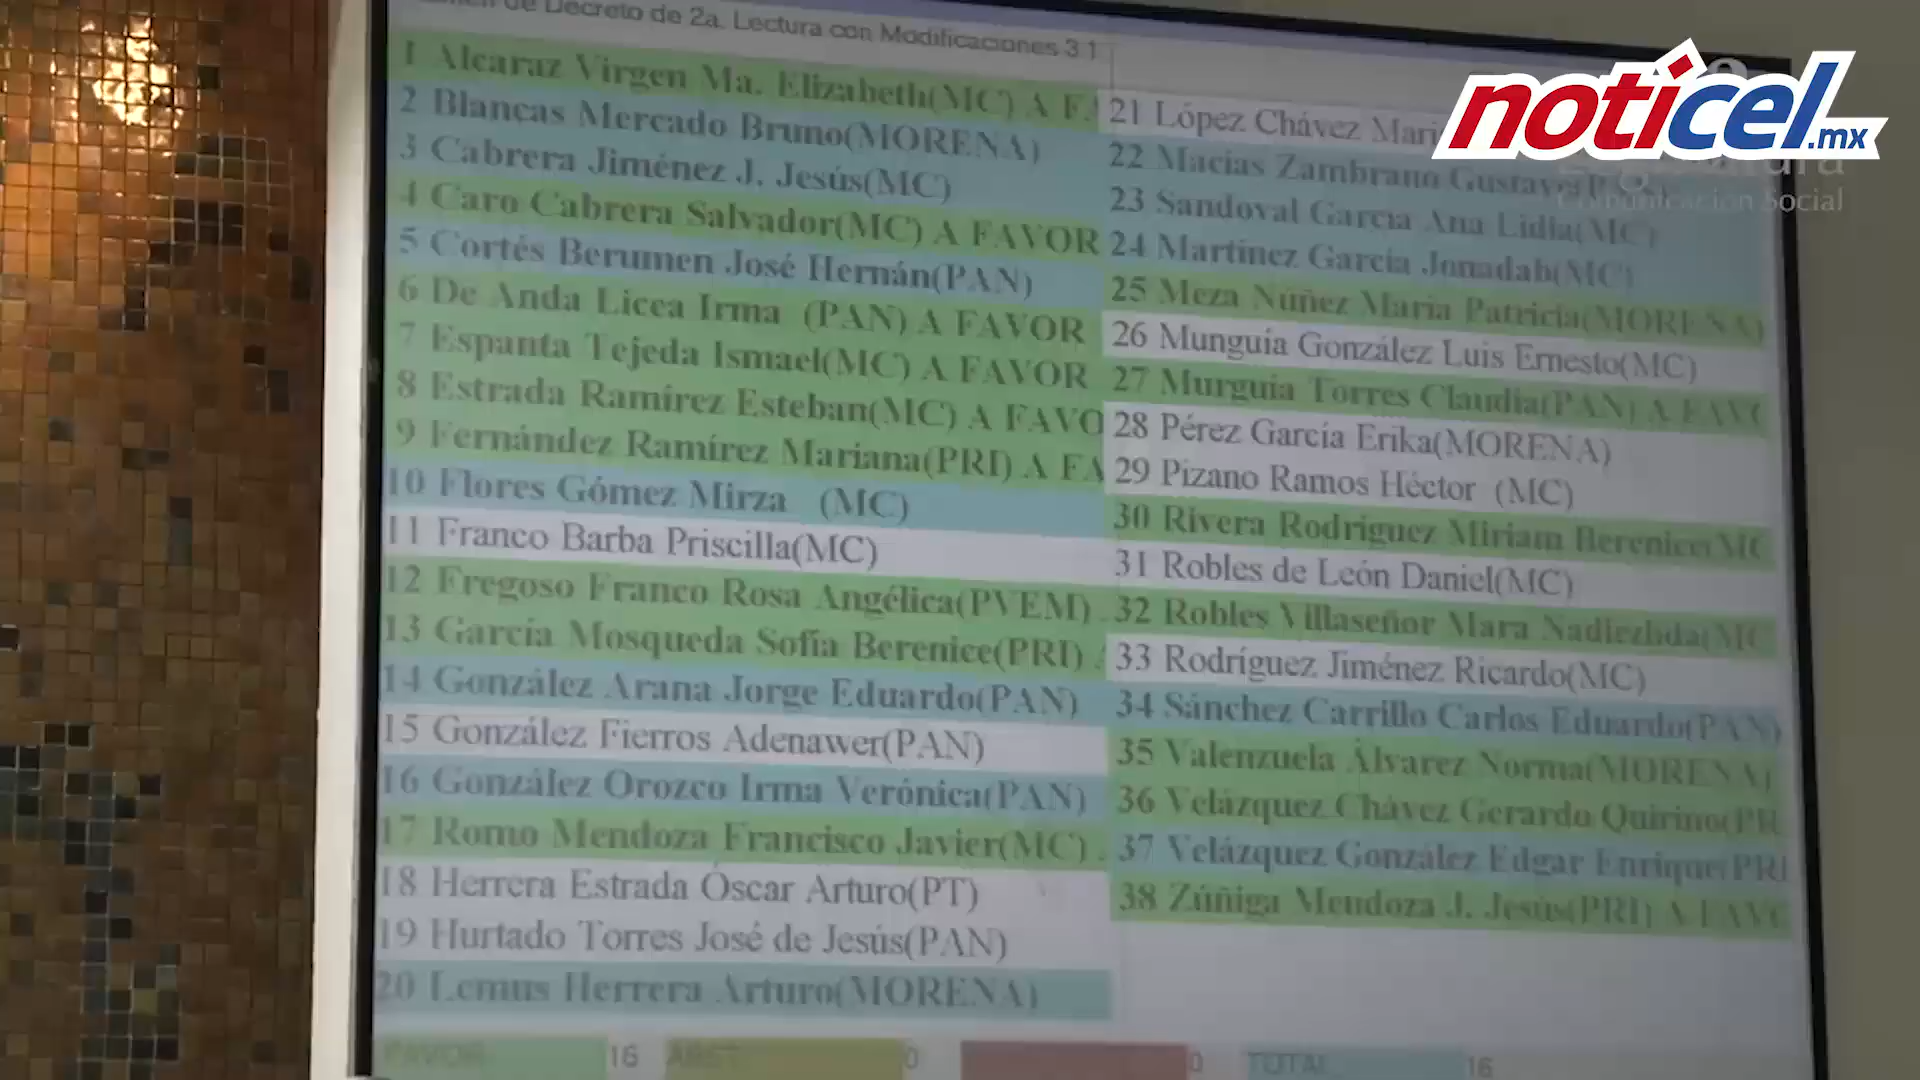 de Decreto de 2a. Lectura con Modificaciones 3.1
1 Alcaraz Virgen Ma. Elizabeth(MC) A FA
2 Blancas Mercado Bruno(MORENA)
3 Cabrera Jiménez J. Jesús(MC)
4 Caro Cabrera Salvador(MC) A FAVOR
5 Cortés Berumen José Hernán(PAN)
6 De Anda Licea Irma (PAN) A FAVOR
7 Espanta Tejeda Ismael(MC) A FAVOR
8 Estrada Ramírez Esteban(MC) A FAVO
9 Fernández Ramírez Mariana(PRI) A FA
10 Flores Gómez Mirza (MC)
11 Franco Barba Priscilla(MC)
12 Fregoso Franco Rosa Angélica(PVEM)
13 García Mosqueda Sofía Berenice(PRI)
14 González Arana Jorge Eduardo(PAN)
15 González Fierros Adenawer(PAN)
16 González Orozco Irma Verónica(PAN)
17 Romo Mendoza Francisco Javier(MC)
18 Herrera Estrada Óscar Arturo(PT)
19 Hurtado Torres José de Jesús(PAN)
20 Lemus Herrera Arturo(MORENA)
21 López Chávez Mari
22 Macías Zambrano Gustavo
23 Sandoval García Ana Lidia(MC)
24 Martínez García Jonadab(MC)
25 Meza Núñez María Patricia(MORENA)
26 Munguía González Luis Ernesto(MC)
27 Murguía Torres Claudia(PAN) A FAVO
28 Pérez García Erika(MORENA)
29 Pizano Ramos Héctor (MC)
30 Rivera Rodríguez Miriam Berenice(MC
31 Robles de León Daniel(MC)
32 Robles Villaseñor Mara Nadiezhda(MC
33 Rodríguez Jiménez Ricardo(MC)
34 Sánchez Carrillo Carlos Eduardo(PAN)
35 Valenzuela Álvarez Norma(MORENA)
36 Velázquez Chávez Gerardo Quirino(PR
37 Velázquez González Edgar Enrique(PRI
38 Zúñiga Mendoza J. Jesús(PRI) A FAVO
FAVOR 16 0 0 TOTAL 16
noticel.mx
Comunicación Social